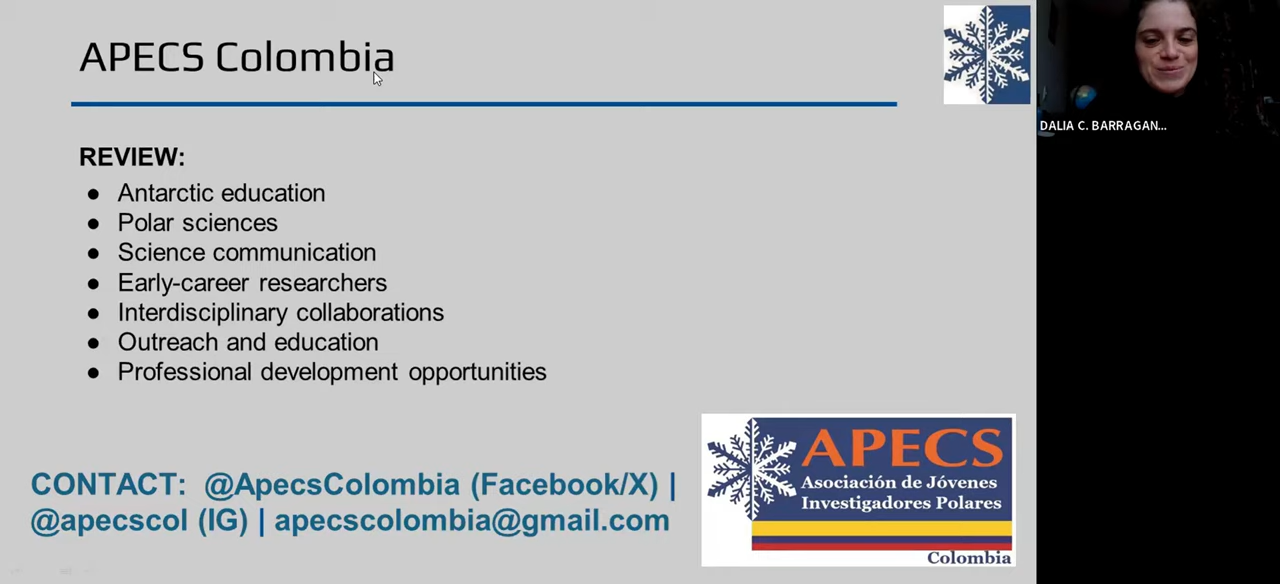 APECS Colombia
REVIEW:
● Antarctic education
● Polar sciences
● Science communication
● Early-career researchers
● Interdisciplinary collaborations
● Outreach and education
● Professional development opportunities
CONTACT: @ApecsColombia (Facebook/X) |
@apecscol (IG) | apecscolombia@gmail.com
APECS
Asociación de Jóvenes
Investigadores Polares
Colombia
DALIA C. BARRAGAN...